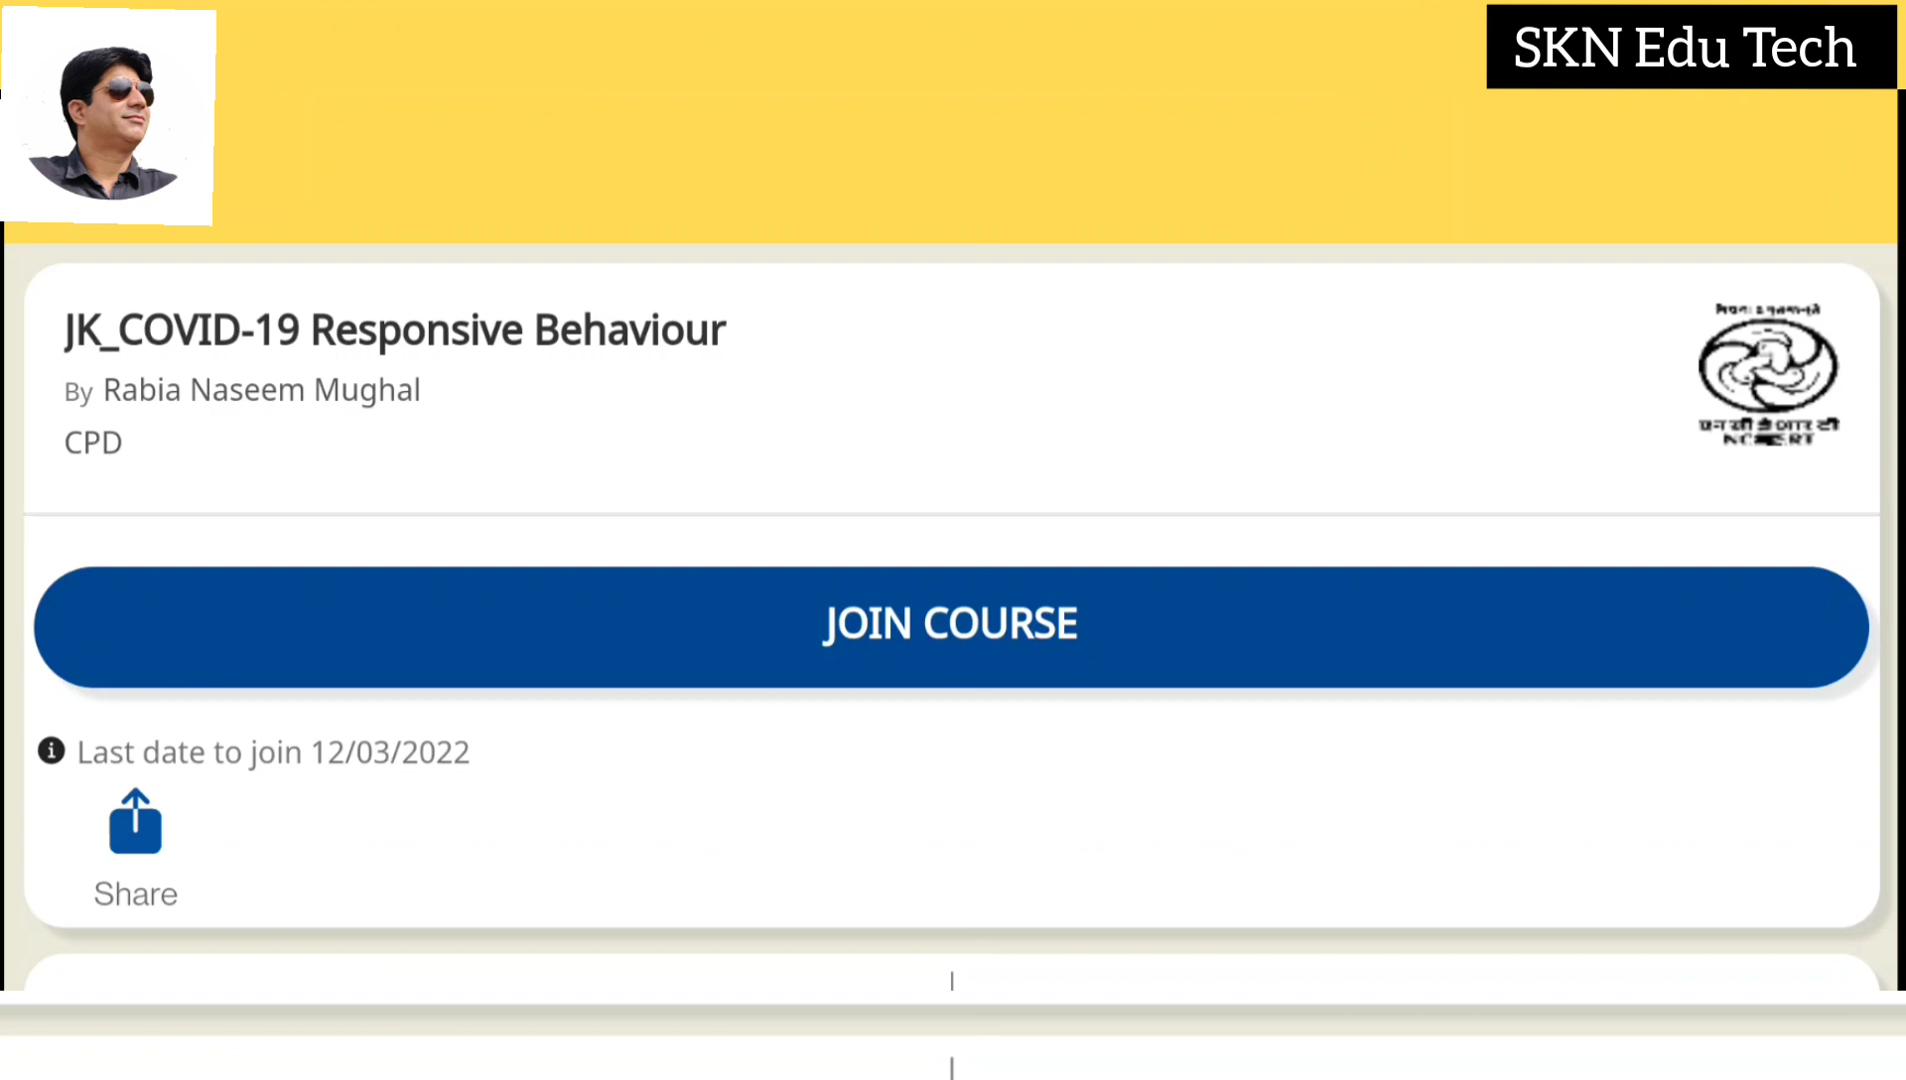 SKN Edu Tech
JK_COVID-19 Responsive Behaviour
By Rabia Naseem Mughal
CPD
JOIN COURSE
Last date to join 12/03/2022
Share